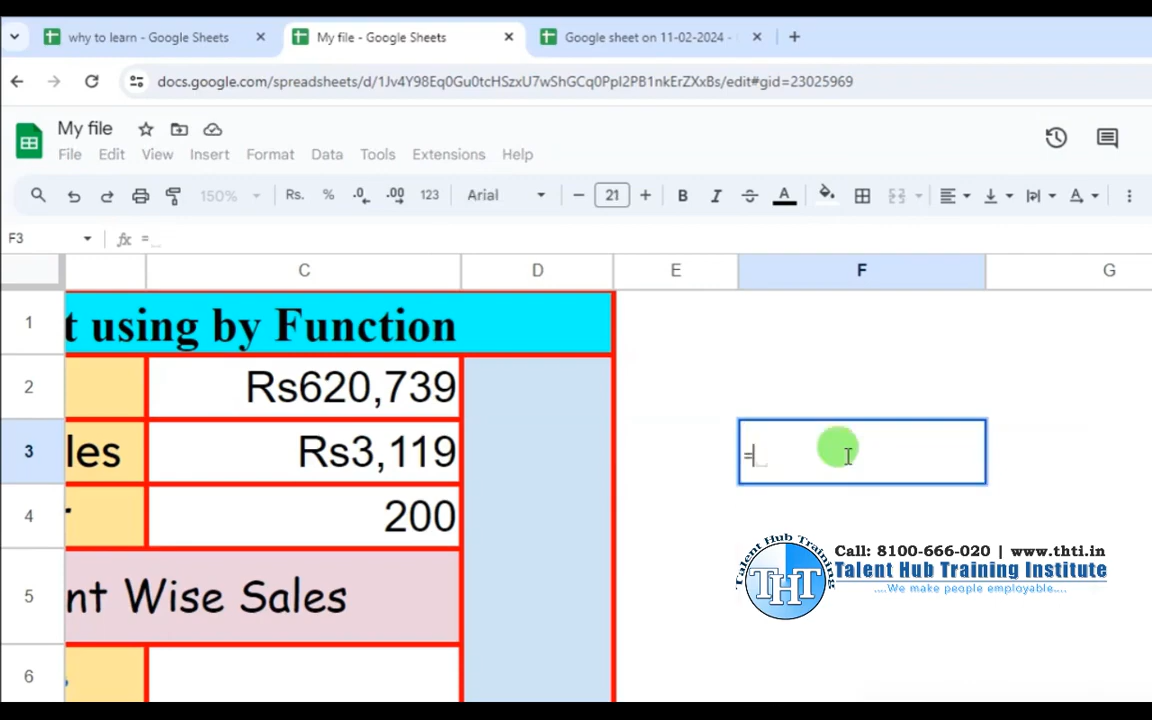 why to learn - Google Sheets
My file - Google Sheets
Google sheet on 11-02-2024 -
docs.google.com/spreadsheets/d/1Jv4Y98Eq0Gu0tcHSzxU7wShGCq0PpI2PB1nkErZXxBs/edit#gid=23025969
My file
File Edit View Insert Format Data Tools Extensions Help
150% Rs. % .0 .00 123 Arial 21 B I A
F3 fx =
C D E F G
1 t using by Function
2 Rs620,739
3 les Rs3,119 =
4 r 200
5 nt Wise Sales
6
Talent Hub Training
THT
Call: 8100-666-020 | www.thti.in
Talent Hub Training Institute
....We make people employable....